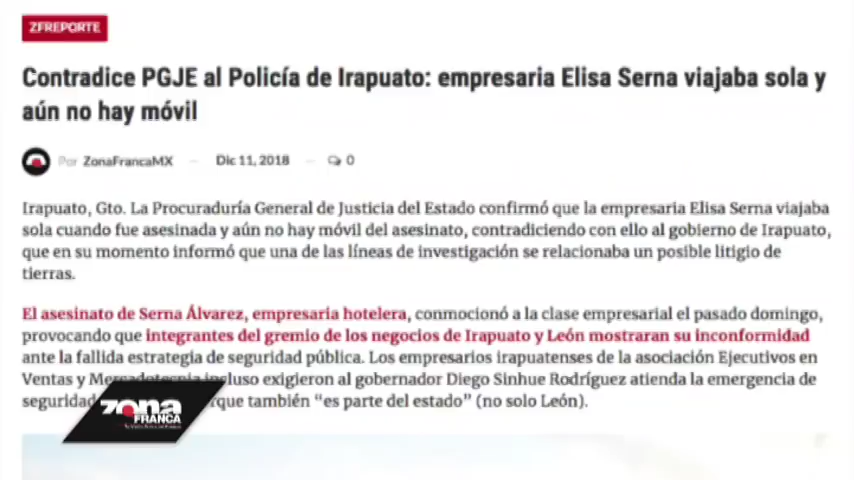 ZFREPORTE
Contradice PGJE al Policía de Irapuato: empresaria Elisa Serna viajaba sola y
aún no hay móvil
Por ZonaFrancaMX — Dic 11, 2018 — 0
Irapuato, Gto. La Procuraduría General de Justicia del Estado confirmó que la empresaria Elisa Serna viajaba
sola cuando fue asesinada y aún no hay móvil del asesinato, contradiciendo con ello al gobierno de Irapuato,
que en su momento informó que una de las líneas de investigación se relacionaba un posible litigio de
tierras.
El asesinato de Serna Álvarez, empresaria hotelera, conmocionó a la clase empresarial el pasado domingo,
provocando que integrantes del gremio de los negocios de Irapuato y León mostraran su inconformidad
ante la fallida estrategia de seguridad pública. Los empresarios irapuatenses de la asociación Ejecutivos en
Ventas y Mercadotecnia incluso exigieron al gobernador Diego Sinhue Rodríguez atienda la emergencia de
seguridad rque también “es parte del estado” (no solo León).
ZONA
FRANCA